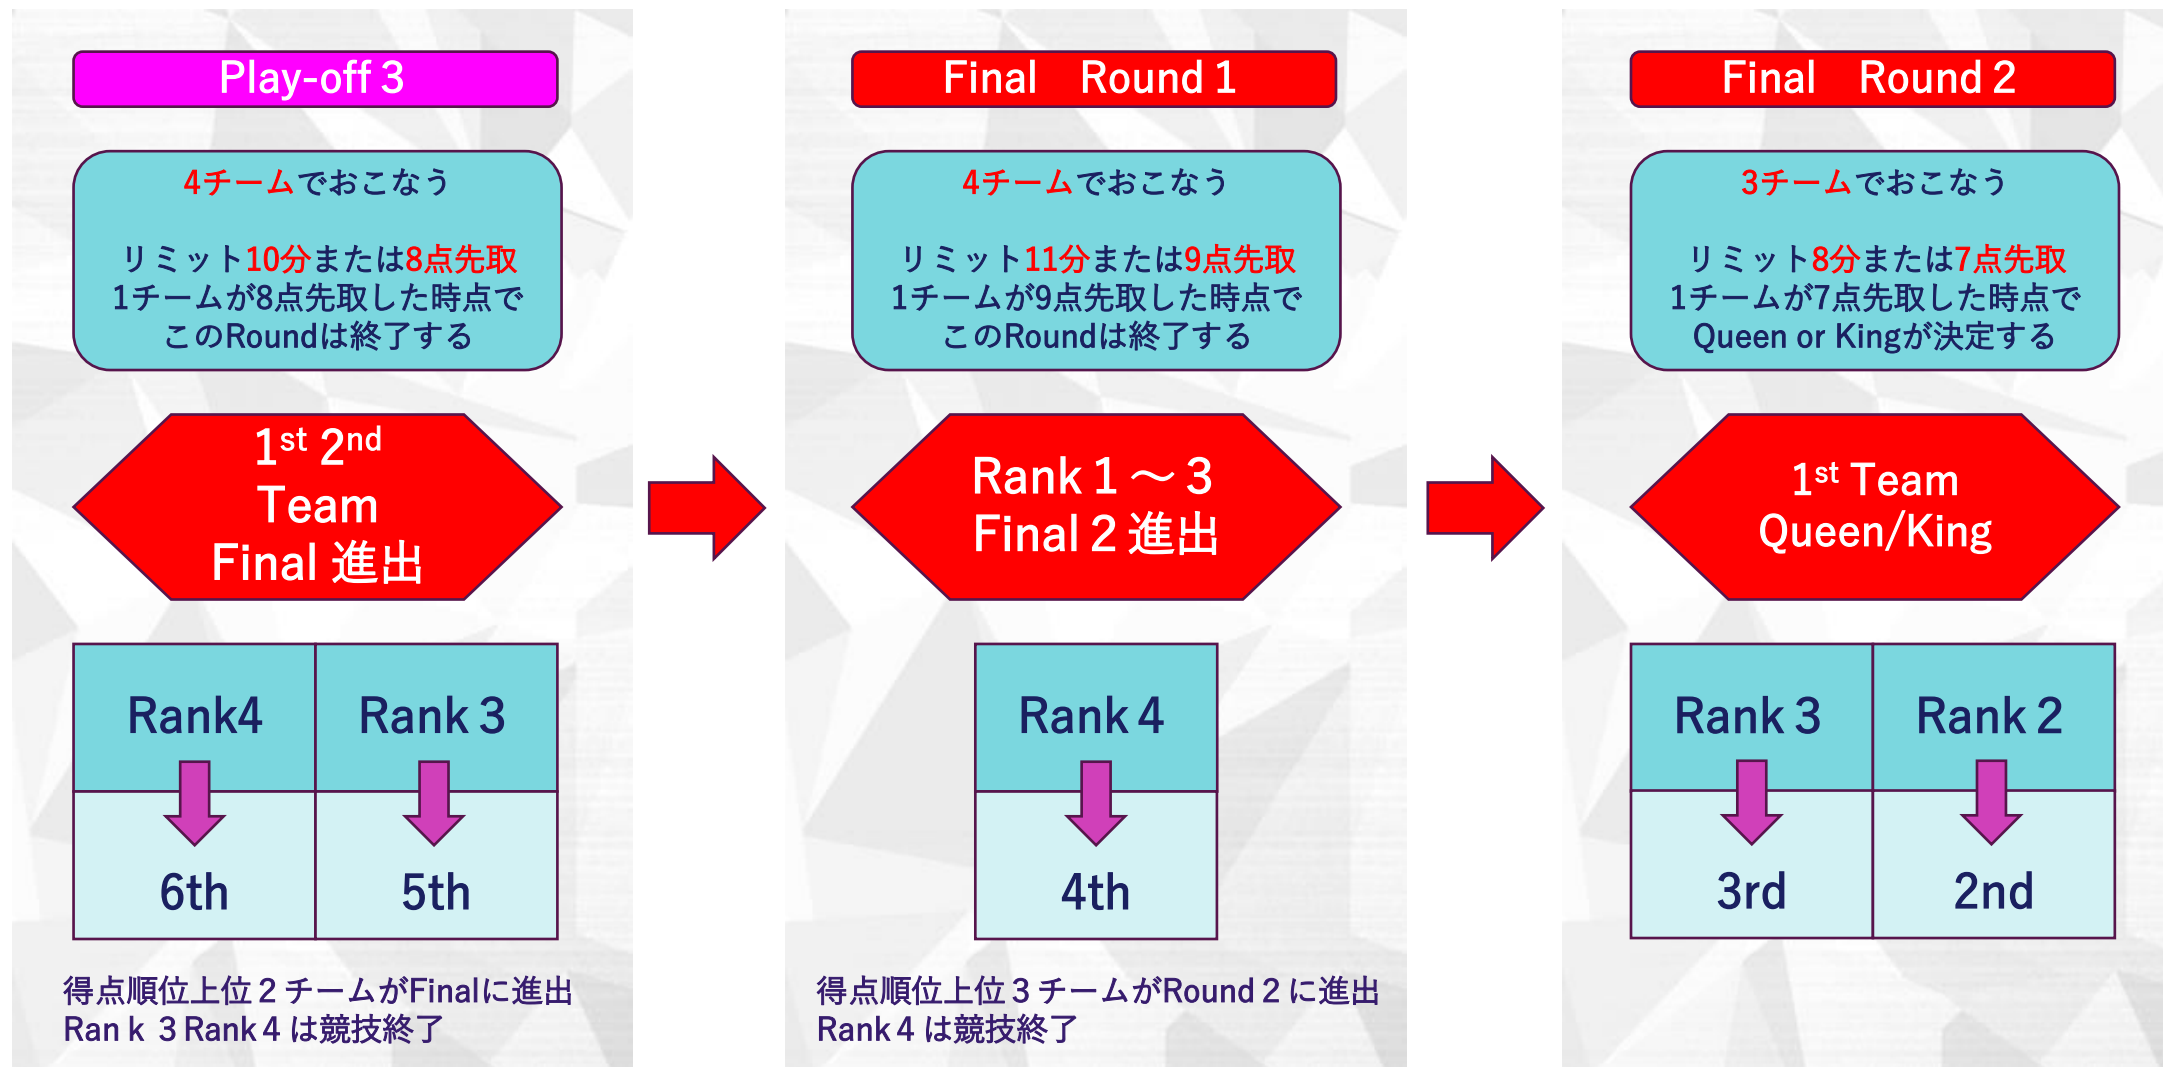 Play-off 3
4チームでおこなう
リミット10分または8点先取
1チームが8点先取した時点で
このRoundは終了する
1st 2nd
Team
Final 進出
Rank4
Rank 3
6th
5th
得点順位上位２チームがFinalに進出
Ranｋ ３Rank４は競技終了
Final　Round 1
4チームでおこなう
リミット11分または9点先取
1チームが9点先取した時点で
このRoundは終了する
Rank 1 ～ 3
Final 2 進出
Rank 4
4th
得点順位上位３チームがRound２に進出
Rank４は競技終了
Final　Round 2
3チームでおこなう
リミット8分または7点先取
1チームが7点先取した時点で
Queen or Kingが決定する
1st Team
Queen/King
Rank 3
Rank 2
3rd
2nd